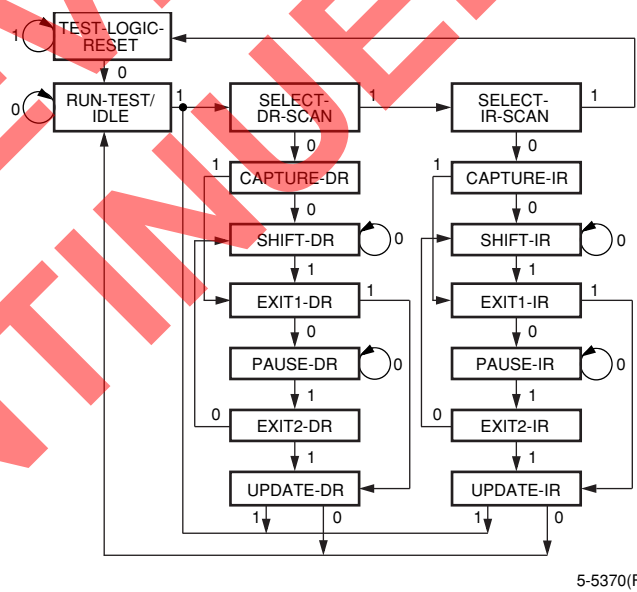 TEST-LOGIC-
RESET
1
0
RUN-TEST/
IDLE
0
1
SELECT-
DR-SCAN
1
SELECT-
IR-SCAN
1
0
0
1
CAPTURE-DR
1
CAPTURE-IR
0
0
SHIFT-DR
0
SHIFT-IR
0
1
1
EXIT1-DR
1
EXIT1-IR
1
0
0
PAUSE-DR
0
PAUSE-IR
0
1
1
0
EXIT2-DR
0
EXIT2-IR
1
1
UPDATE-DR
UPDATE-IR
1
0
1
0
5-5370(F
TINUE